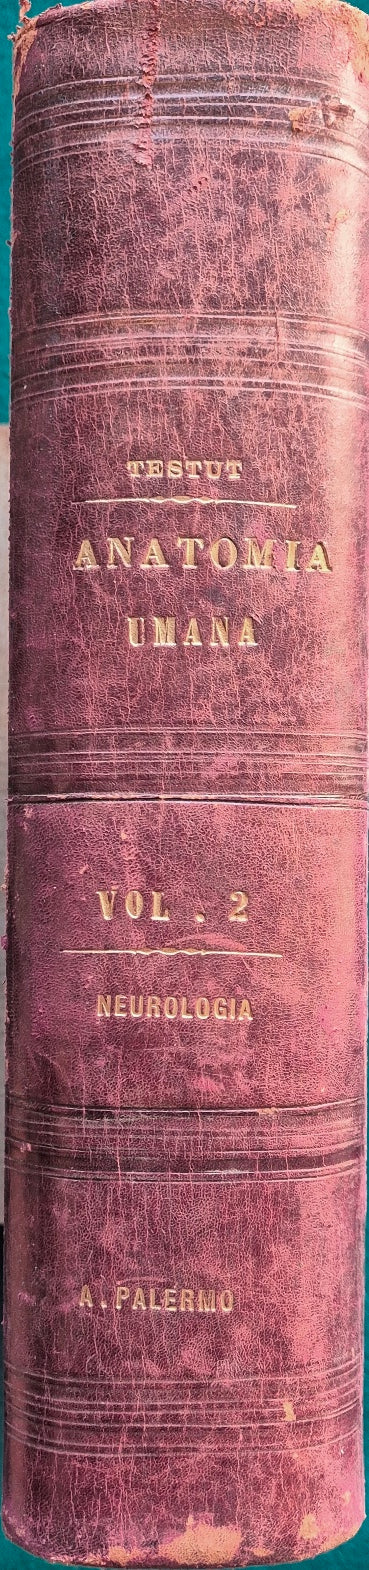 TESTUT
ANATOMIA
UMANA
VOL . 2
NEUROLOGIA
A. PALERMO